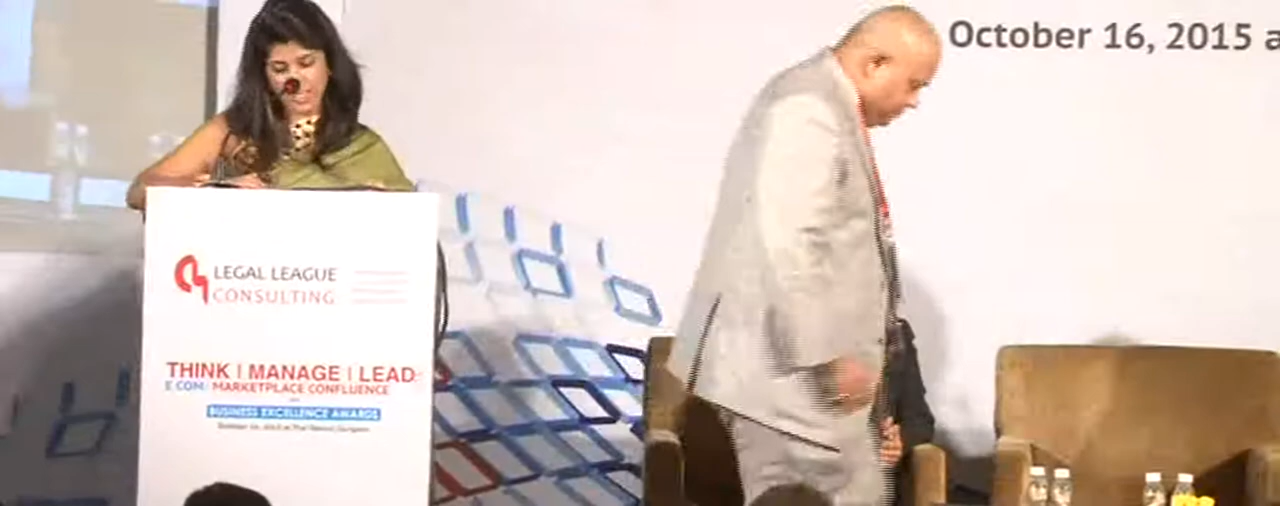 October 16, 2015 a
LEGAL LEAGUE
CONSULTING
THINK | MANAGE | LEAD
E COM: MARKETPLACE CONFLUENCE
BUSINESS EXCELLENCE AWARDS